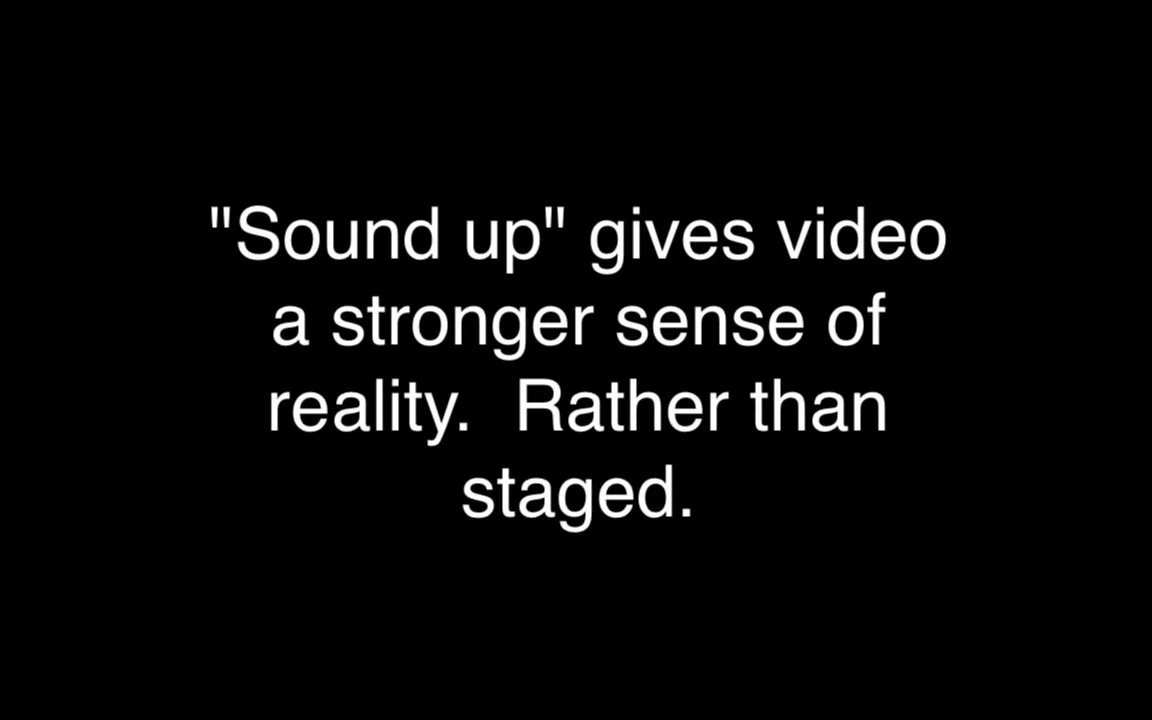 "Sound up" gives video
a stronger sense of
reality.  Rather than
staged.